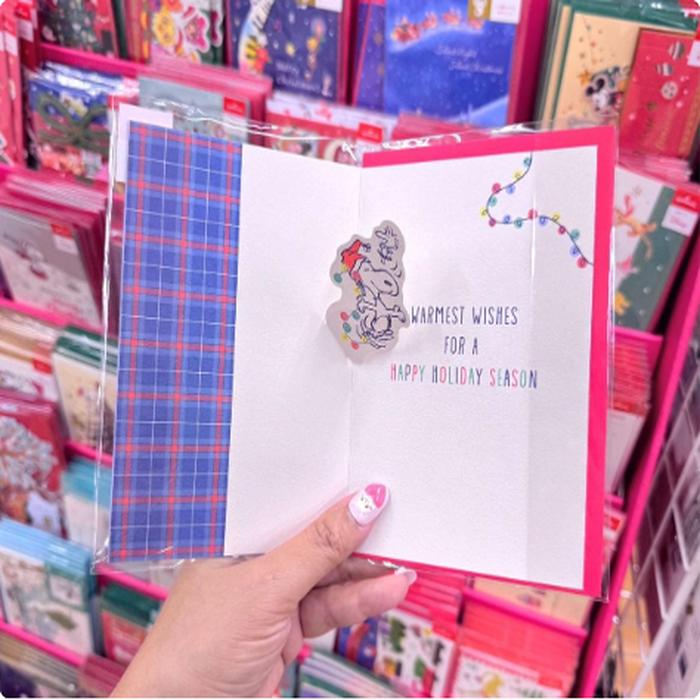 WARMEST WISHES
FOR A
HAPPY HOLIDAY SEASON